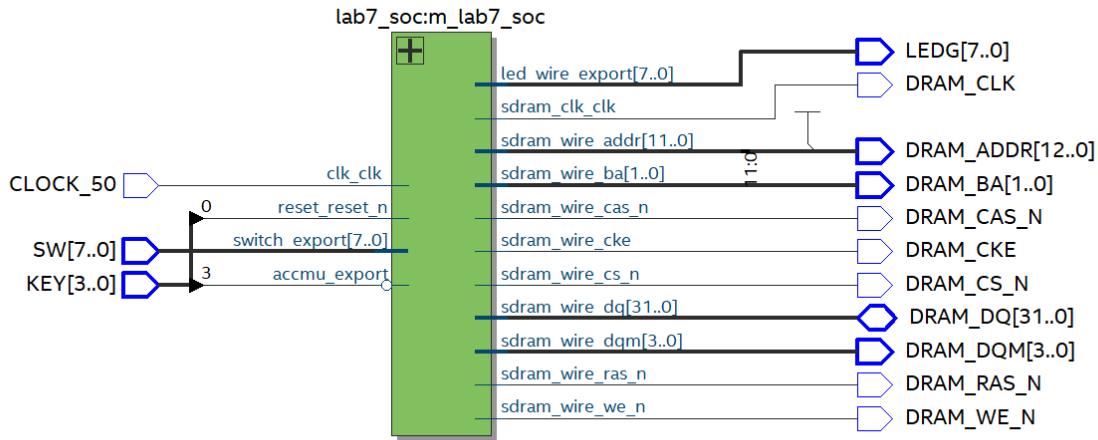 lab7_soc:m_lab7_soc
led_wire_export[7..0]
LEDG[7..0]
sdram_clk_clk
DRAM_CLK
sdram_wire_addr[11..0]
11:0
DRAM_ADDR[12..0]
CLOCK_50
clk_clk
sdram_wire_ba[1..0]
DRAM_BA[1..0]
0
reset_reset_n
sdram_wire_cas_n
DRAM_CAS_N
SW[7..0]
switch_export[7..0]
sdram_wire_cke
DRAM_CKE
KEY[3..0]
3
accmu_export
sdram_wire_cs_n
DRAM_CS_N
sdram_wire_dq[31..0]
DRAM_DQ[31..0]
sdram_wire_dqm[3..0]
DRAM_DQM[3..0]
sdram_wire_ras_n
DRAM_RAS_N
sdram_wire_we_n
DRAM_WE_N